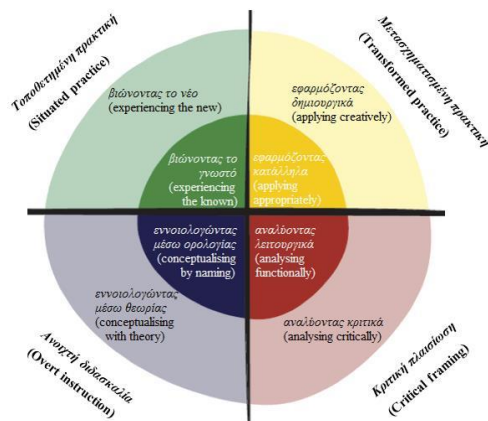 Τοποθετημένη πρακτική
(Situated practice)
Μετασχηματισμένη πρακτική
(Transformed practice)
βιώνοντας το νέο
(experiencing the new)
εφαρμόζοντας
δημιουργικά
(applying creatively)
βιώνοντας το
γνωστό
(experiencing
the known)
εφαρμόζοντας
κατάλληλα
(applying
appropriately)
εννοιολογώντας
μέσω ορολογίας
(conceptualising
by naming)
αναλύοντας
λειτουργικά
(analysing
functionally)
εννοιολογώντας
μέσω θεωρίας
(conceptualising
with theory)
αναλύοντας κριτικά
(analysing critically)
Ανοιχτή διδασκαλία
(Overt instruction)
Κριτική πλαισίωση
(Critical framing)